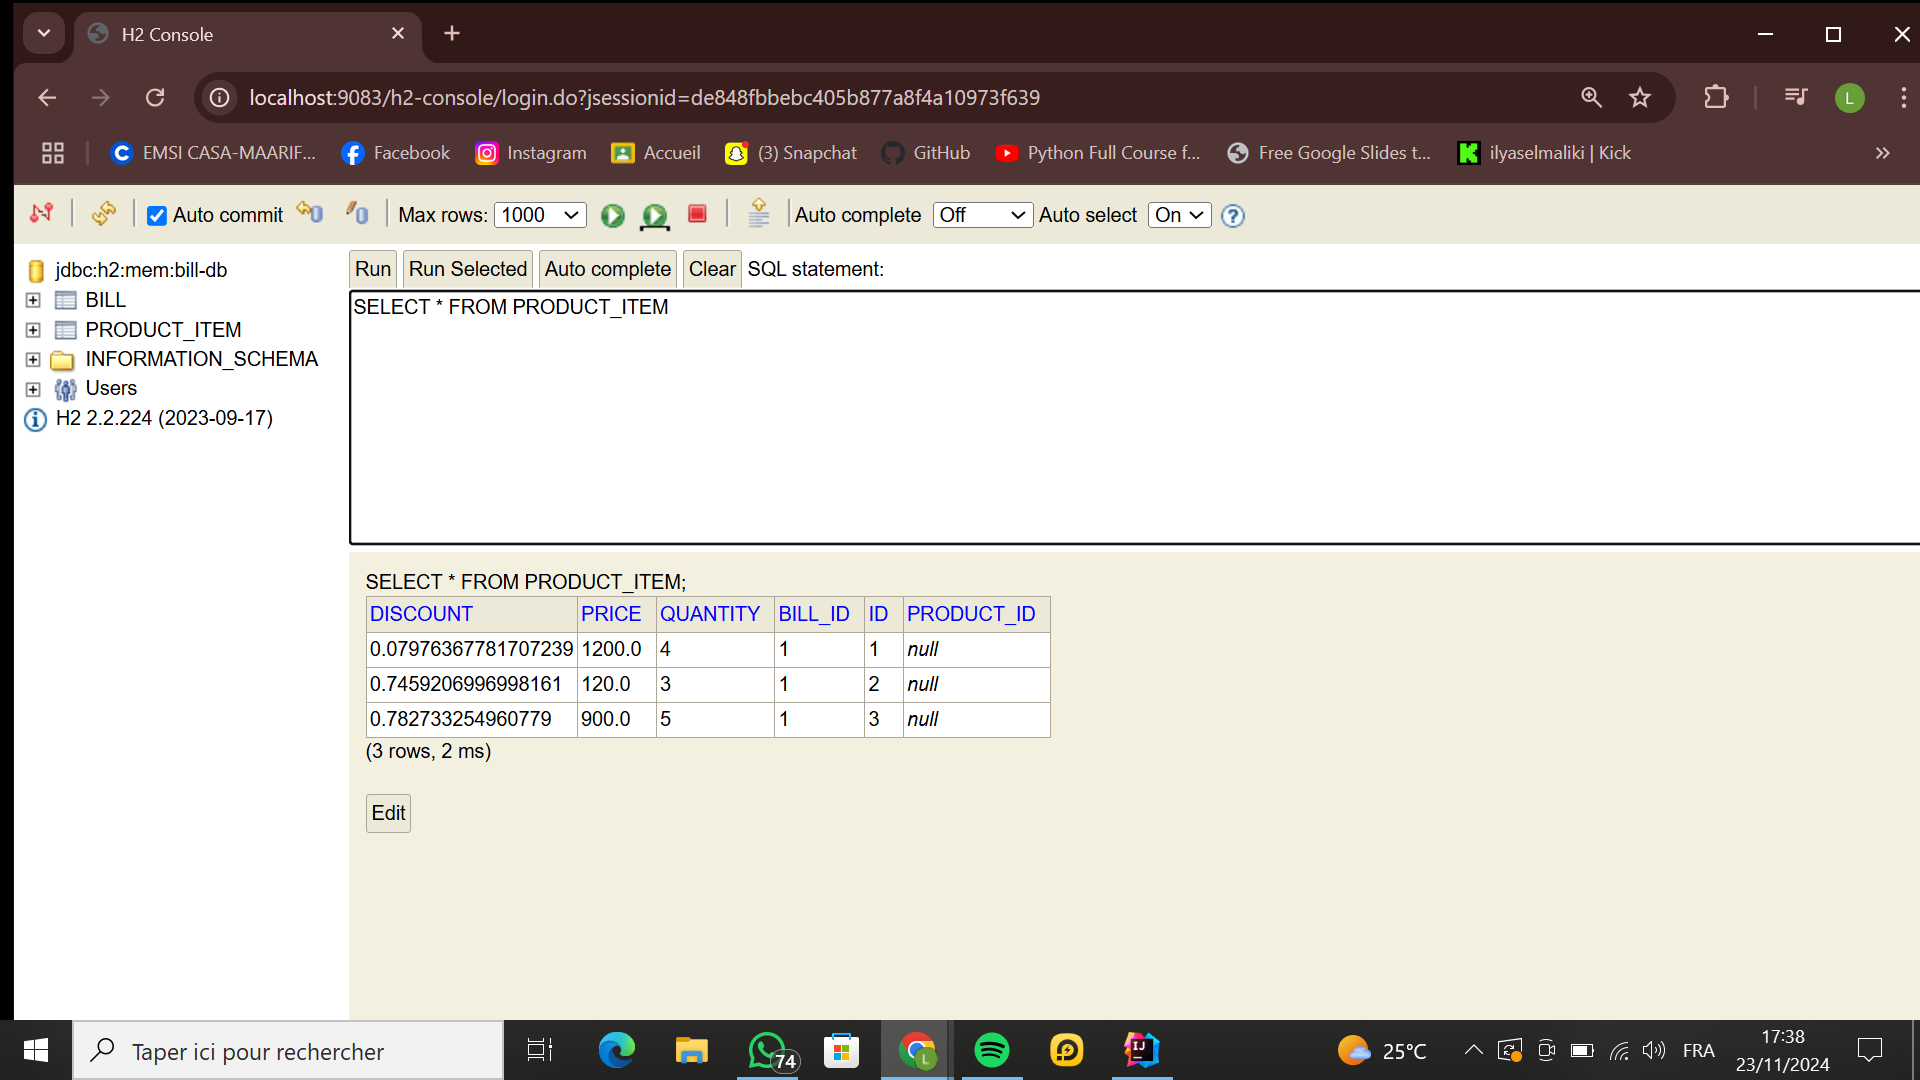 H2 Console
localhost:9083/h2-console/login.do?jsessionid=de848fbbebc405b877a8f4a10973f639
L
EMSI CASA-MAARIF... Facebook Instagram Accueil (3) Snapchat GitHub Python Full Course f... Free Google Slides t... ilyaselmaliki | Kick
Auto commit Max rows: 1000 Auto complete Off Auto select On
jdbc:h2:mem:bill-db
BILL
PRODUCT_ITEM
INFORMATION_SCHEMA
Users
H2 2.2.224 (2023-09-17)
Run Run Selected Auto complete Clear SQL statement:
SELECT * FROM PRODUCT_ITEM
SELECT * FROM PRODUCT_ITEM;
DISCOUNT PRICE QUANTITY BILL_ID ID PRODUCT_ID
0.07976367781707239 1200.0 4 1 1 null
0.7459206996998161 120.0 3 1 2 null
0.782733254960779 900.0 5 1 3 null
(3 rows, 2 ms)
Edit
Taper ici pour rechercher
74
L
IJ
25°C
FRA
17:38
23/11/2024